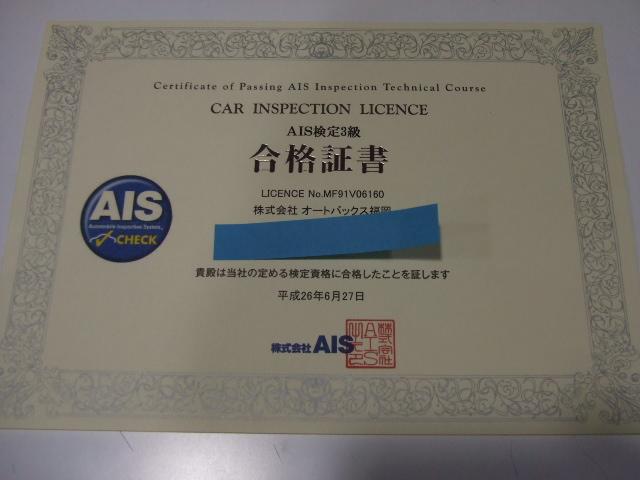 Certificate of Passing AIS Inspection Technical Course
CAR INSPECTION LICENCE
AIS検定3級
合格証書
LICENCE No.MF91V06160
株式会社 オートバックス福岡
AIS
Automobile Inspection System
CHECK
貴殿は当社の定める検定資格に合格したことを証します
平成26年6月27日
株式会社 AIS